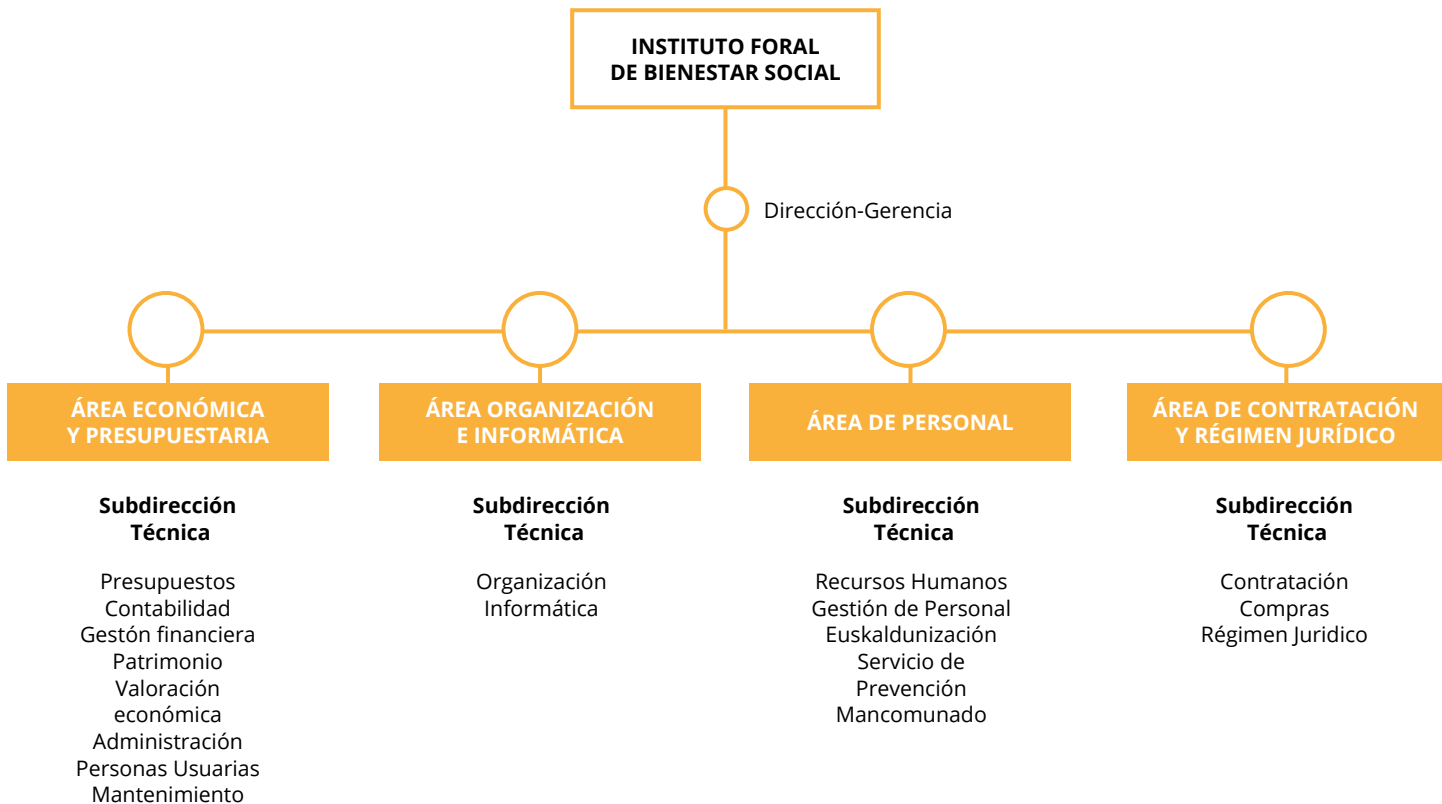 INSTITUTO FORAL
DE BIENESTAR SOCIAL
Dirección-Gerencia
ÁREA ECONÓMICA
Y PRESUPUESTARIA
Subdirección
Técnica
Presupuestos
Contabilidad
Gestón financiera
Patrimonio
Valoración
económica
Administración
Personas Usuarias
Mantenimiento
ÁREA ORGANIZACIÓN
E INFORMÁTICA
Subdirección
Técnica
Organización
Informática
ÁREA DE PERSONAL
Subdirección
Técnica
Recursos Humanos
Gestión de Personal
Euskaldunización
Servicio de
Prevención
Mancomunado
ÁREA DE CONTRATACIÓN
Y RÉGIMEN JURÍDICO
Subdirección
Técnica
Contratación
Compras
Régimen Juridico